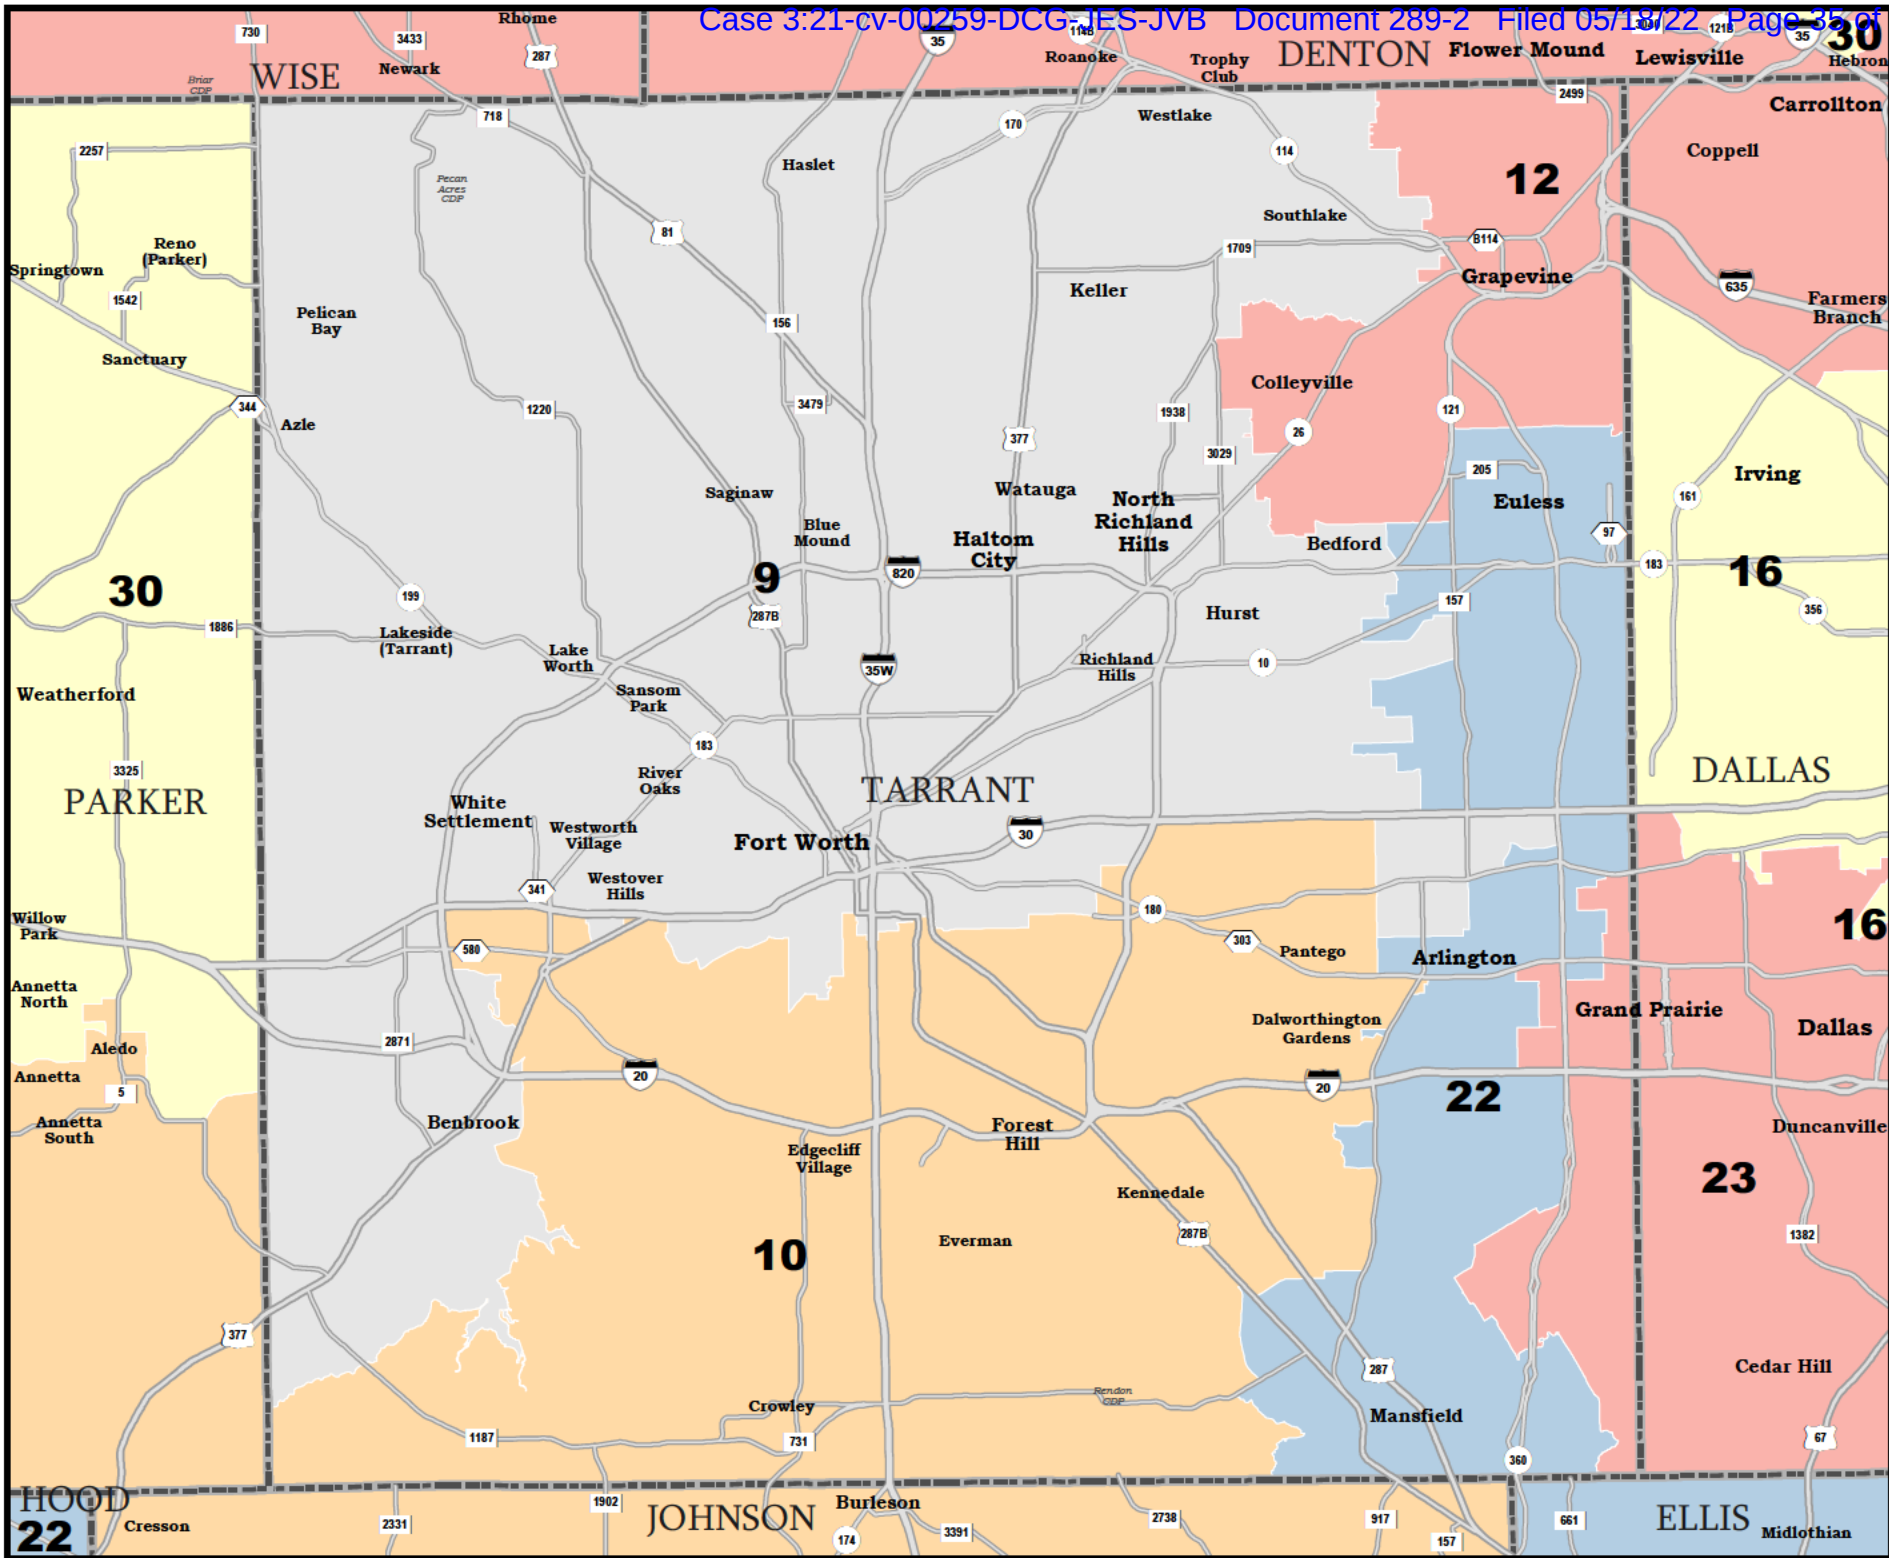 Case 3:21-cv-00259-DCG-JES-JVB Document 289-2 Filed 05/18/22 Page 35 of
730
3433
Rhome
287
35
114B
Roanoke
Trophy
Club
DENTON
Flower Mound
3040
Lewisville
121B
35
30
Hebron
Briar
CDP
WISE
Newark
718
2499
Carrollton
2257
170
Westlake
114
Coppell
Haslet
Pecan
Acres
CDP
12
81
Southlake
B114
1709
Reno
(Parker)
Springtown
1542
Grapevine
635
Keller
Farmers
Branch
Pelican
Bay
156
Sanctuary
Colleyville
344
Azle
1220
3479
1938
121
377
26
3029
Irving
161
205
Saginaw
Watauga
North
Richland
Hills
Euless
Blue
Mound
Haltom
City
Bedford
97
183
16
30
9
820
199
287B
157
356
1886
Hurst
Lakeside
(Tarrant)
Lake
Worth
35W
Richland
Hills
10
Weatherford
Sansom
Park
183
3325
River
Oaks
TARRANT
DALLAS
PARKER
White
Settlement
Westworth
Village
Fort Worth
30
341
Westover
Hills
180
Willow
Park
16
580
303
Pantego
Arlington
Annetta
North
Grand Prairie
Dalworthington
Gardens
Dallas
2871
Aledo
Annetta
20
20
5
22
Annetta
South
Benbrook
Forest
Hill
Duncanville
Edgecliff
Village
23
Kennedale
287B
1382
10
Everman
377
287
Cedar Hill
Rendon
CDP
Crowley
Mansfield
1187
731
67
360
HOOD
22
Cresson
2331
1902
JOHNSON
Burleson
174
3391
2738
917
157
661
ELLIS
Midlothian